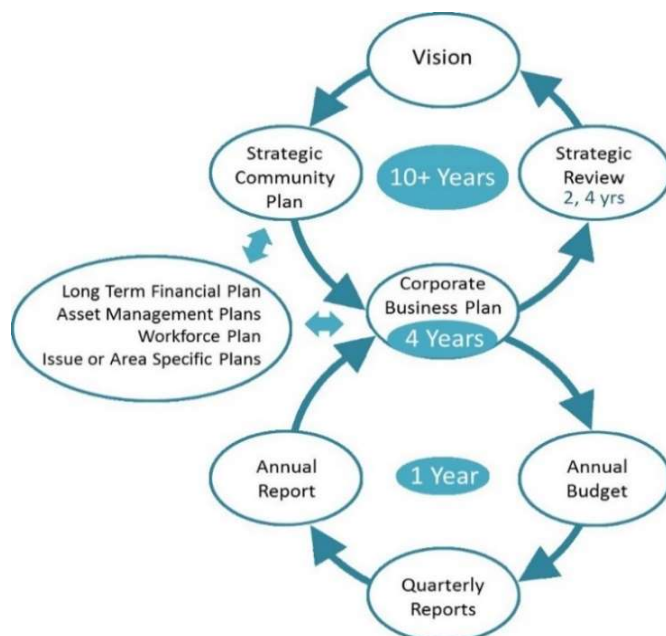 Vision
Strategic
Community
Plan
10+ Years
Strategic
Review
2, 4 yrs
Long Term Financial Plan
Asset Management Plans
Workforce Plan
Issue or Area Specific Plans
Corporate
Business Plan
4 Years
Annual
Report
1 Year
Annual
Budget
Quarterly
Reports